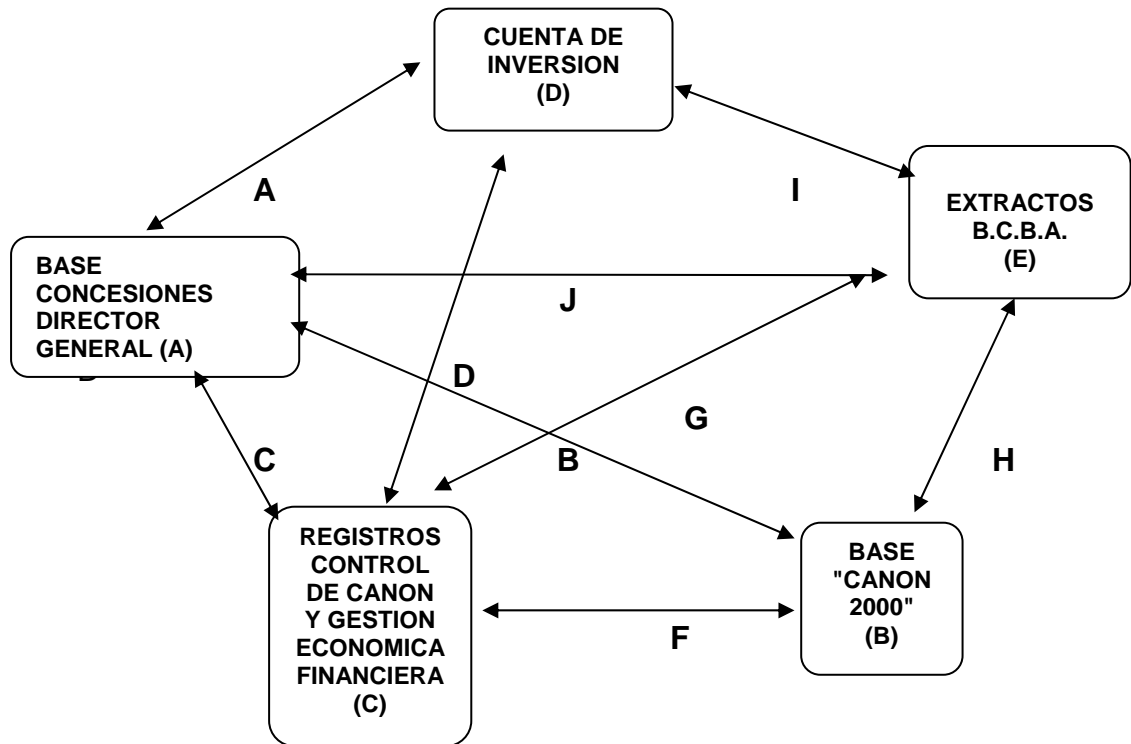 CUENTA DE
INVERSION
(D)
A
I
EXTRACTOS
B.C.B.A.
(E)
BASE
CONCESIONES
DIRECTOR
GENERAL (A)
J
D
G
C
B
H
REGISTROS
CONTROL
DE CANON
Y GESTION
ECONOMICA
FINANCIERA
(C)
BASE
"CANON
2000"
(B)
F